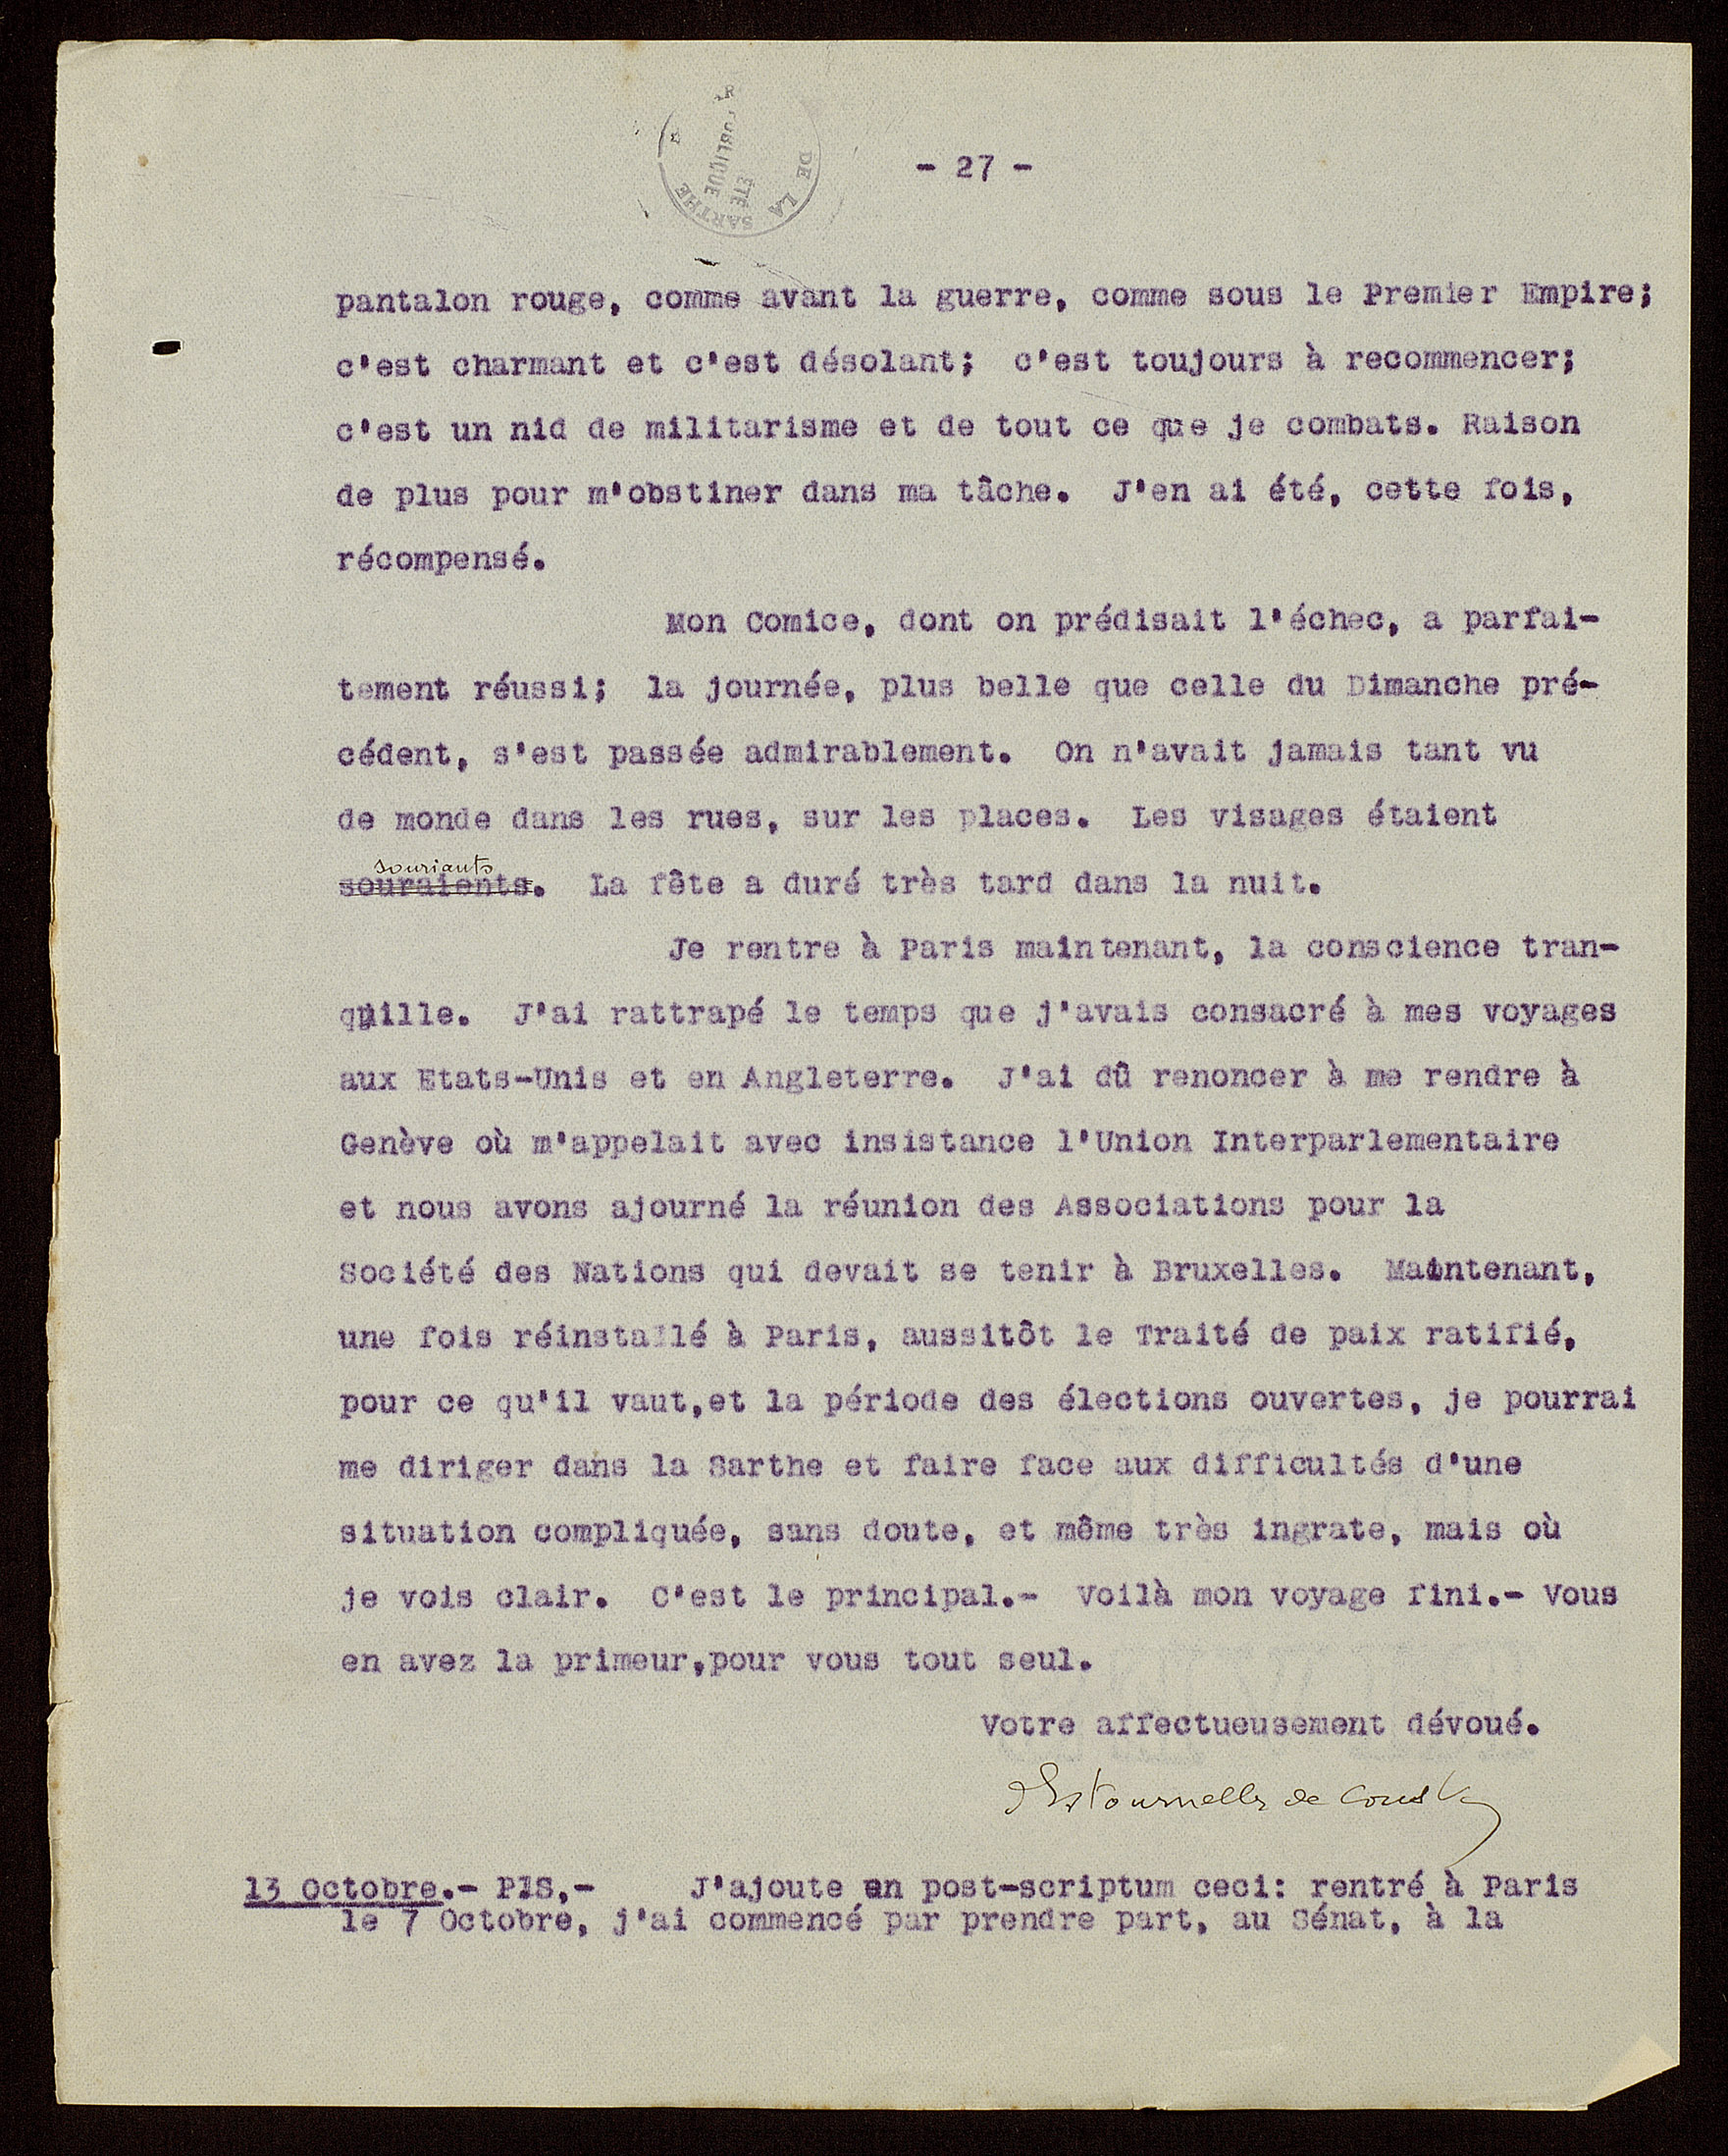 - 27 -
DE LA SARTHE
pantalon rouge, comme avant la guerre, comme sous le Premier Empire;
c'est charmant et c'est désolant; c'est toujours à recommencer;
c'est un nid de militarisme et de tout ce que je combats. Raison
de plus pour m'obstiner dans ma tâche. J'en ai été, cette fois,
récompensé.
Mon Comice, dont on prédisait l'échec, a parfai-
tement réussi; la journée, plus belle que celle du Dimanche pré-
cédent, s'est passée admirablement. On n'avait jamais tant vu
de monde dans les rues, sur les places. Les visages étaient
souriants
souraients. La fête a duré très tard dans la nuit.
Je rentre à Paris maintenant, la conscience tran-
quille. J'ai rattrapé le temps que j'avais consacré à mes voyages
aux Etats-Unis et en Angleterre. J'ai dû renoncer à me rendre à
Genève où m'appelait avec insistance l'Union Interparlementaire
et nous avons ajourné la réunion des Associations pour la
Société des Nations qui devait se tenir à Bruxelles. Maintenant,
une fois réinstallé à Paris, aussitôt le Traité de paix ratifié,
pour ce qu'il vaut,et la période des élections ouvertes, je pourrai
me diriger dans la Sarthe et faire face aux difficultés d'une
situation compliquée, sans doute, et même très ingrate, mais où
je vois clair. C'est le principal.- Voilà mon voyage fini.- Vous
en avez la primeur,pour vous tout seul.
Votre affectueusement dévoué.
d'Estournelles de Constant
13 Octobre.- P.S.- J'ajoute en post-scriptum ceci: rentré à Paris
le 7 Octobre, j'ai commencé par prendre part, au Sénat, à la